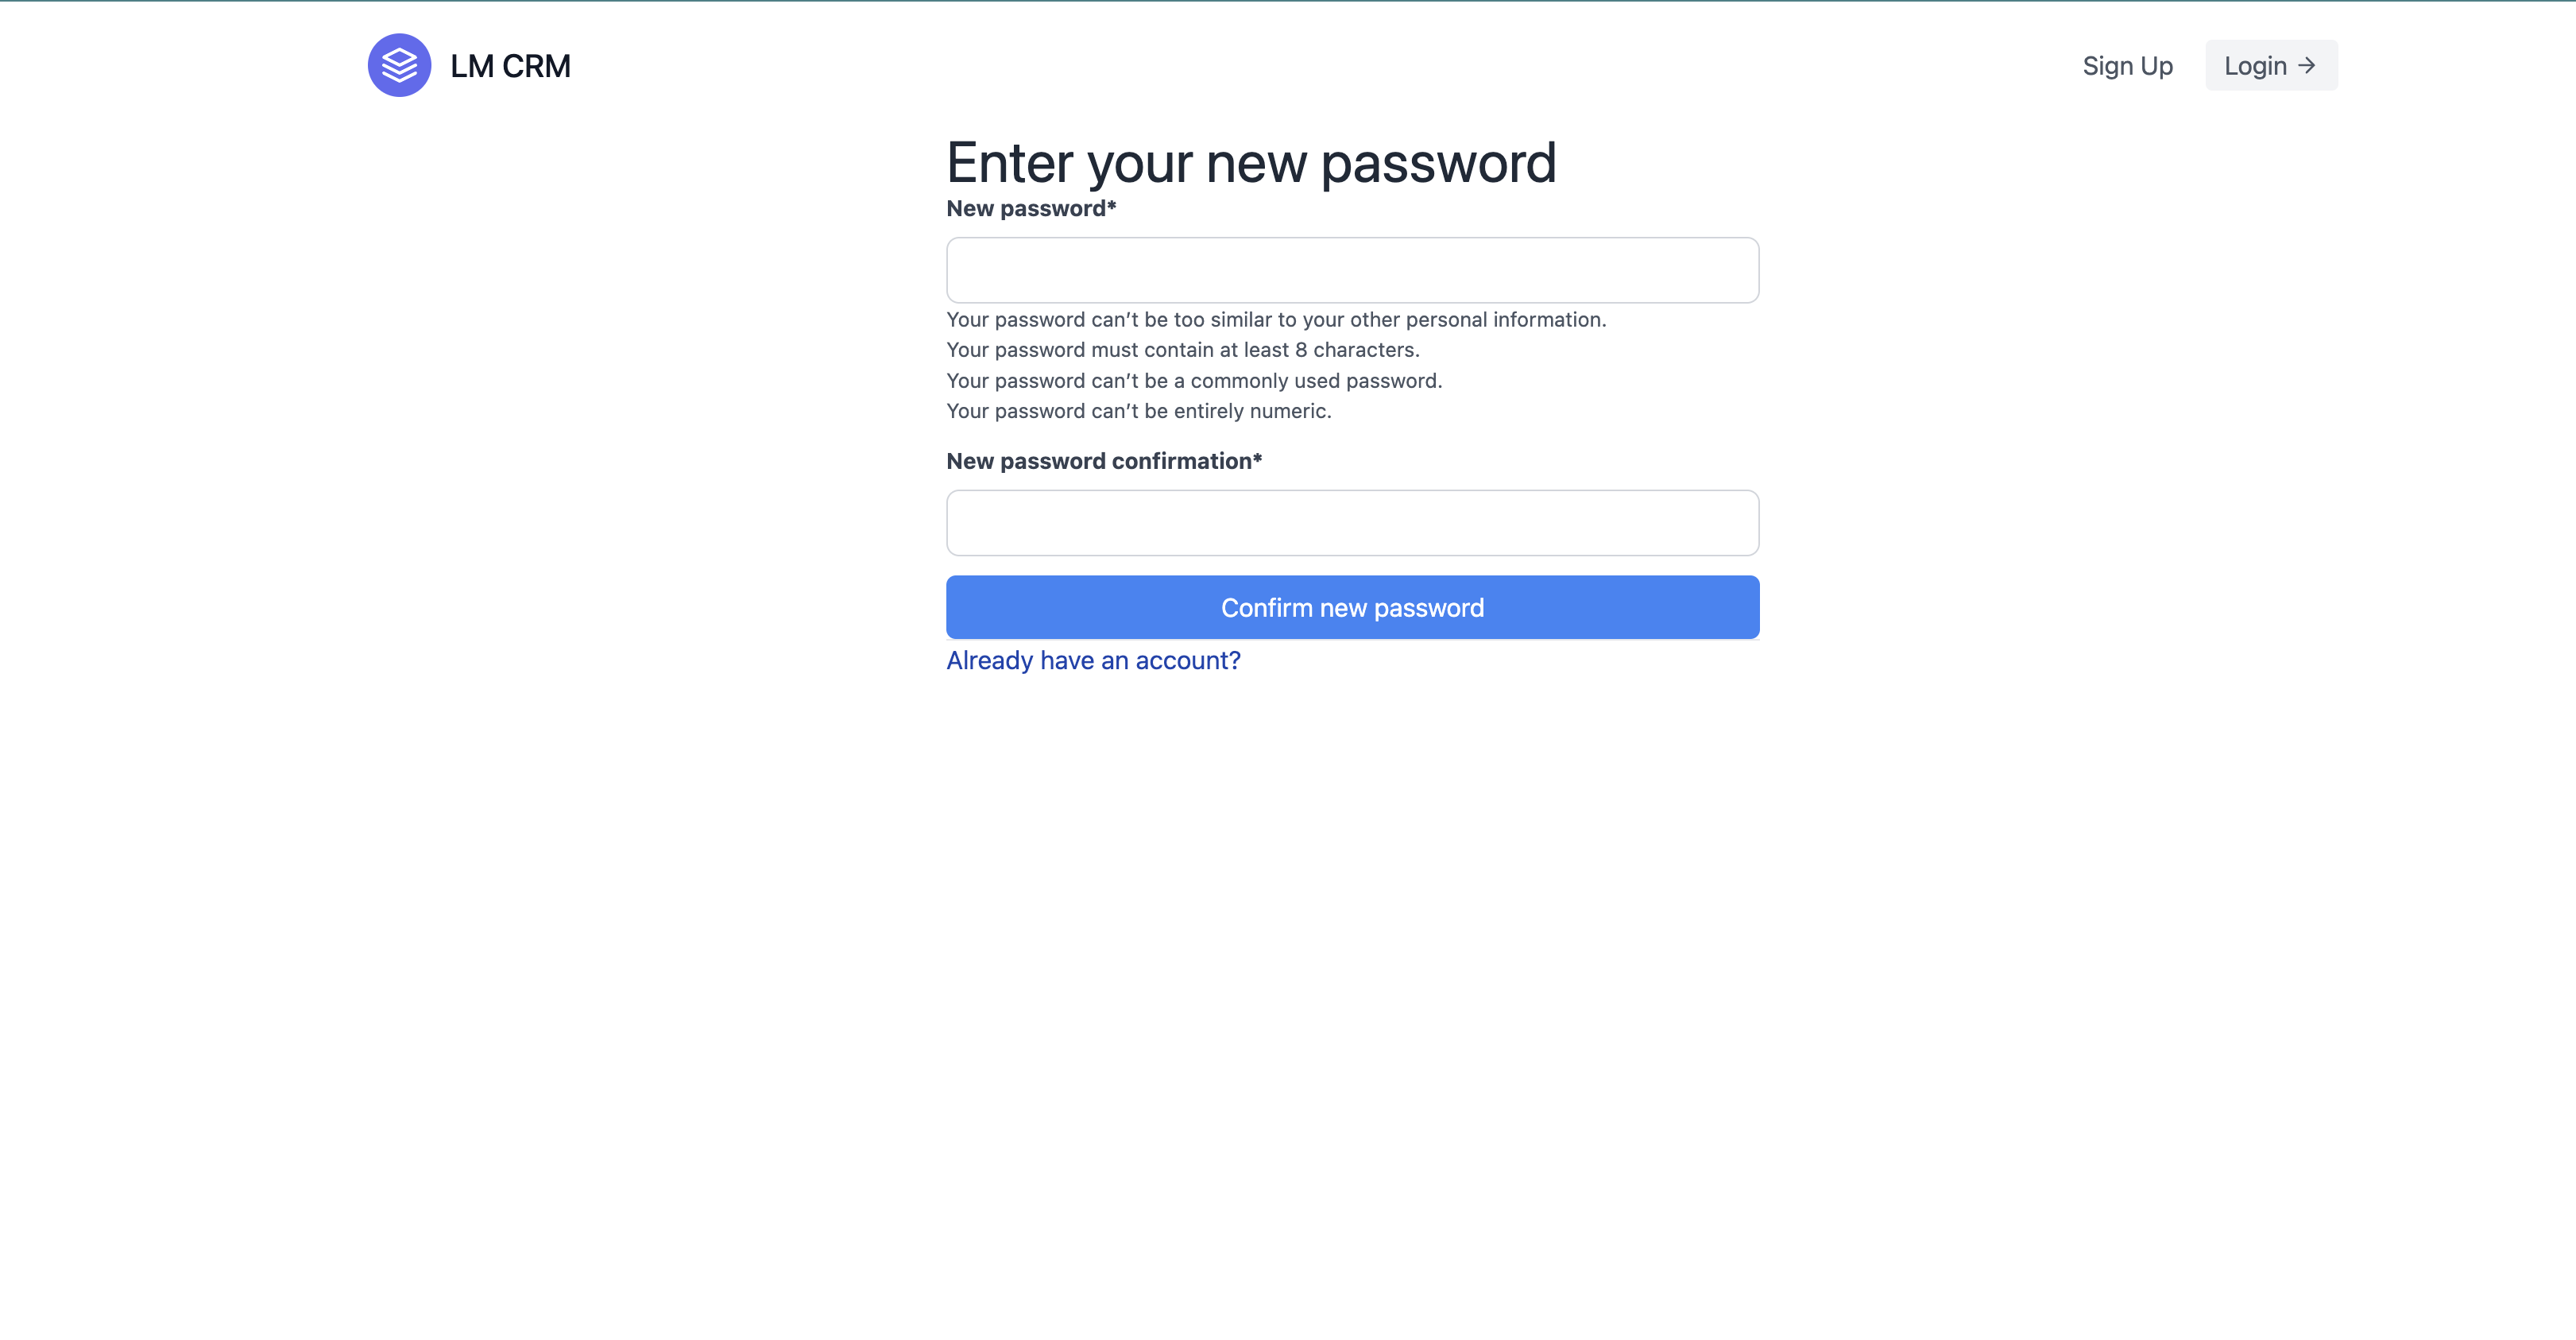 LM CRM
Sign Up
Login →
Enter your new password
New password*
Your password can’t be too similar to your other personal information.
Your password must contain at least 8 characters.
Your password can’t be a commonly used password.
Your password can’t be entirely numeric.
New password confirmation*
Confirm new password
Already have an account?